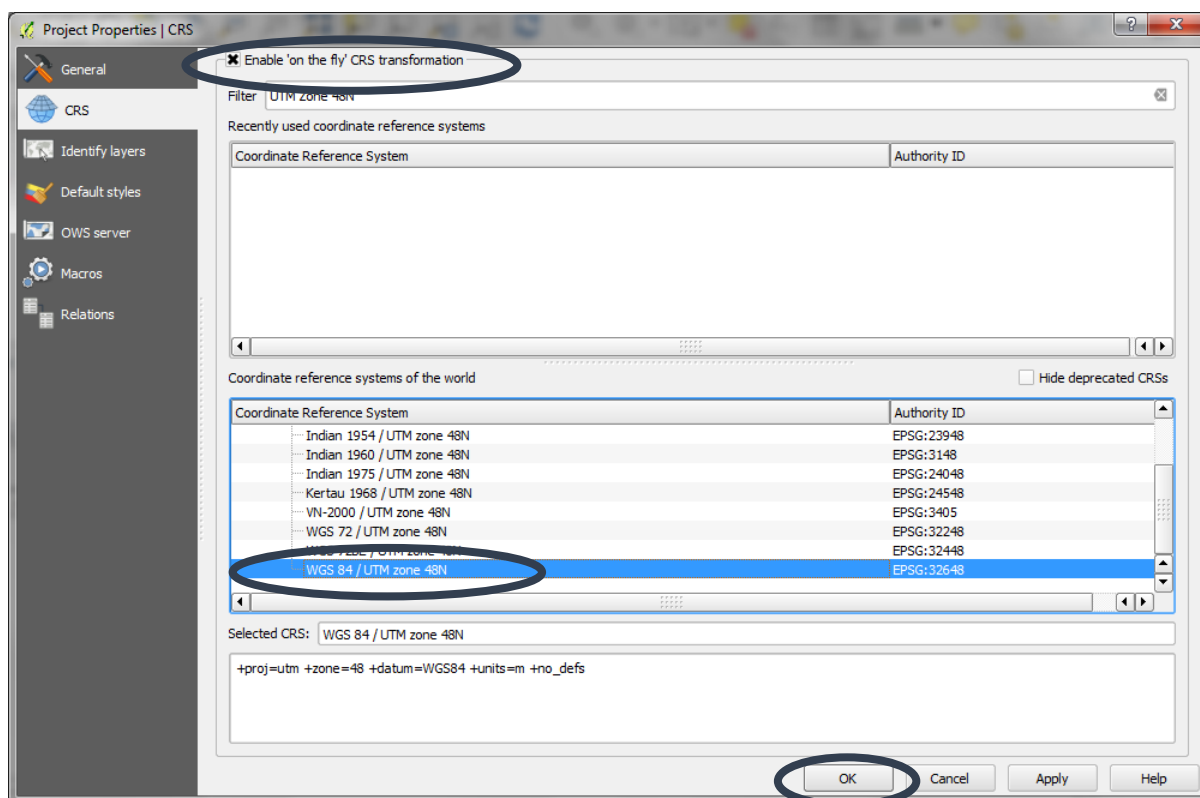 Project Properties | CRS
General
CRS
Identify layers
Default styles
OWS server
Macros
Relations
Enable 'on the fly' CRS transformation
Filter UTM zone 48N
Recently used coordinate reference systems
Coordinate Reference System Authority ID
Coordinate reference systems of the world Hide deprecated CRSs
Coordinate Reference System Authority ID
Indian 1954 / UTM zone 48N EPSG:23948
Indian 1960 / UTM zone 48N EPSG:3148
Indian 1975 / UTM zone 48N EPSG:24048
Kertau 1968 / UTM zone 48N EPSG:24548
VN-2000 / UTM zone 48N EPSG:3405
WGS 72 / UTM zone 48N EPSG:32248
WGS 72BE / UTM zone 48N EPSG:32448
WGS 84 / UTM zone 48N EPSG:32648
Selected CRS: WGS 84 / UTM zone 48N
+proj=utm +zone=48 +datum=WGS84 +units=m +no_defs
OK Cancel Apply Help